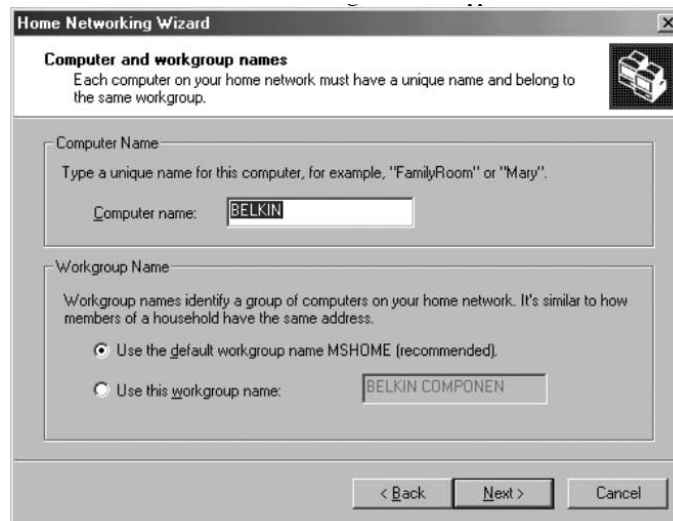 Home Networking Wizard
Computer and workgroup names
Each computer on your home network must have a unique name and belong to
the same workgroup.
Computer Name
Type a unique name for this computer, for example, "FamilyRoom" or "Mary".
Computer name: BELKIN
Workgroup Name
Workgroup names identify a group of computers on your home network. It's similar to how
members of a household have the same address.
Use the default workgroup name MSHOME (recommended).
Use this workgroup name: BELKIN COMPONEN
< Back Next > Cancel